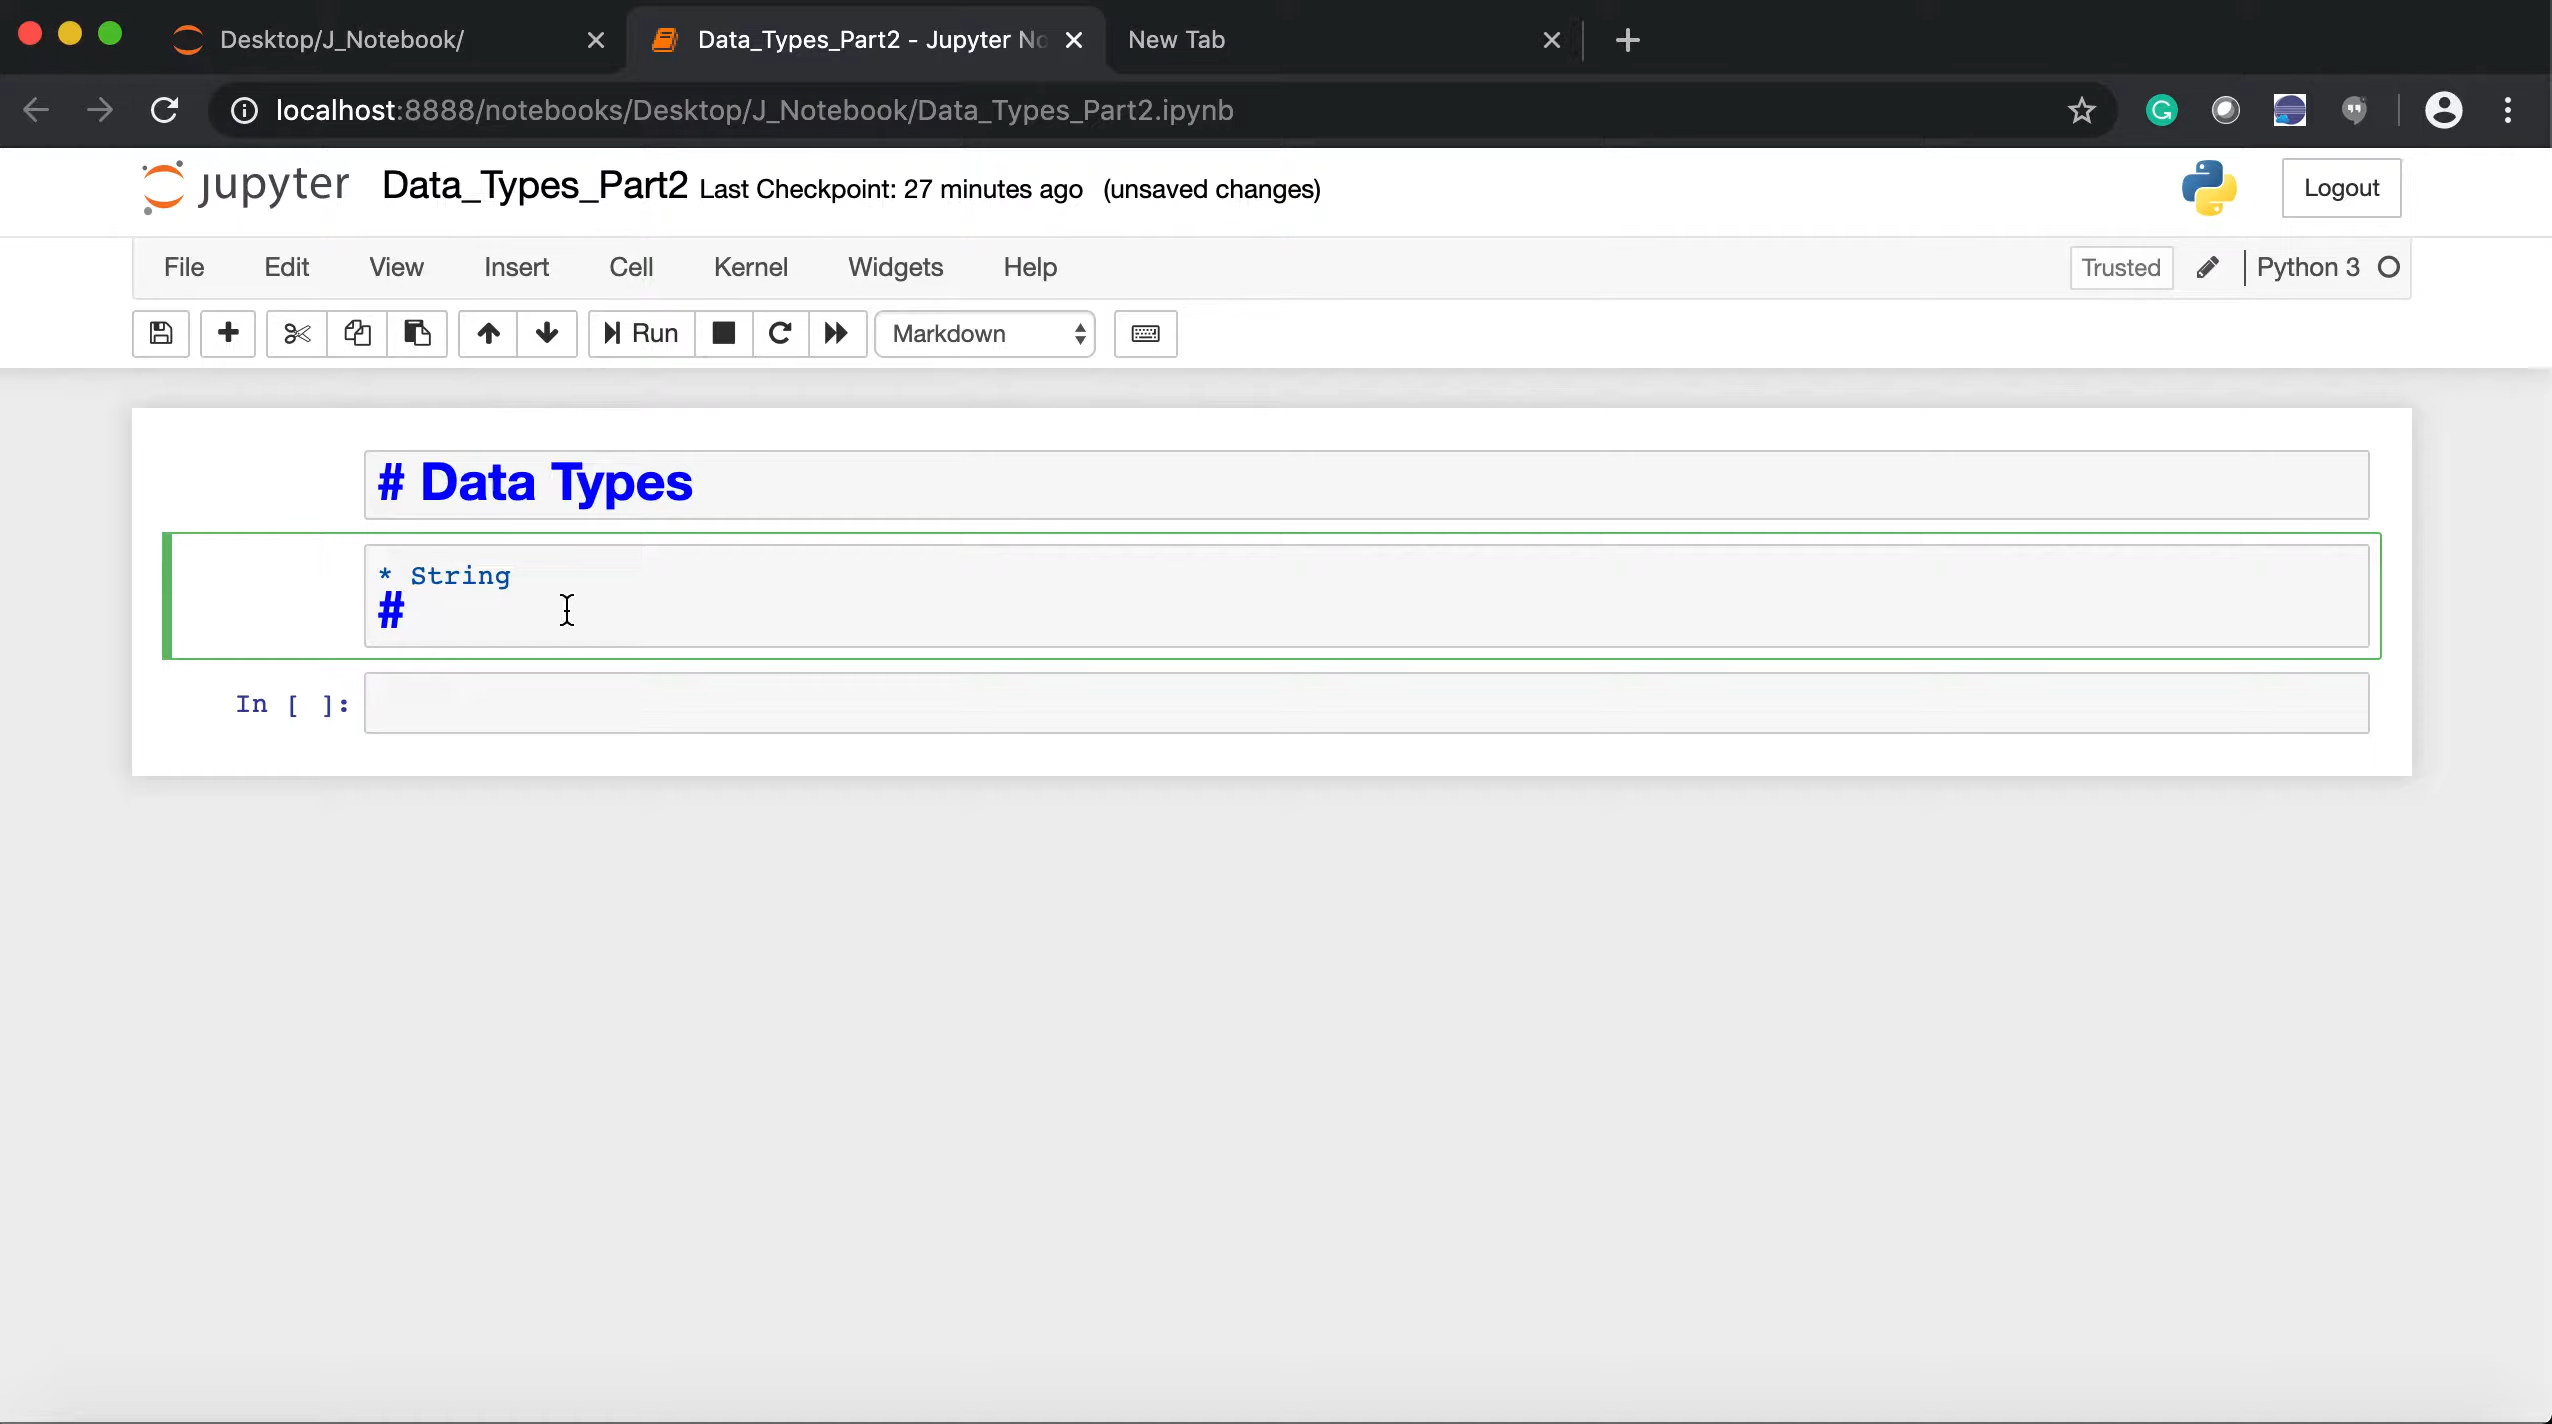 Desktop/J_Notebook/
Data_Types_Part2 - Jupyter No
New Tab
localhost:8888/notebooks/Desktop/J_Notebook/Data_Types_Part2.ipynb
jupyter Data_Types_Part2 Last Checkpoint: 27 minutes ago (unsaved changes)
Logout
File Edit View Insert Cell Kernel Widgets Help
Trusted Python 3
Run Markdown
# Data Types
* String
#
In [ ]: